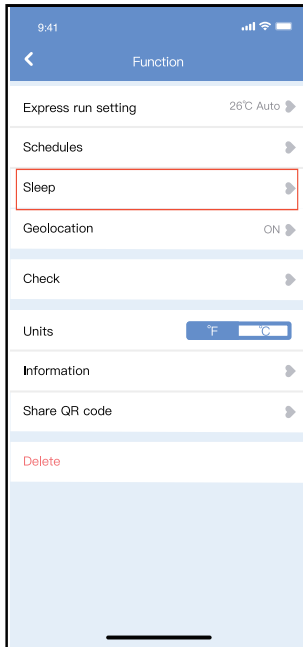 9:41
Function
Express run setting 26℃ Auto
Schedules
Sleep
Geolocation ON
Check
Units °F ℃
Information
Share QR code
Delete